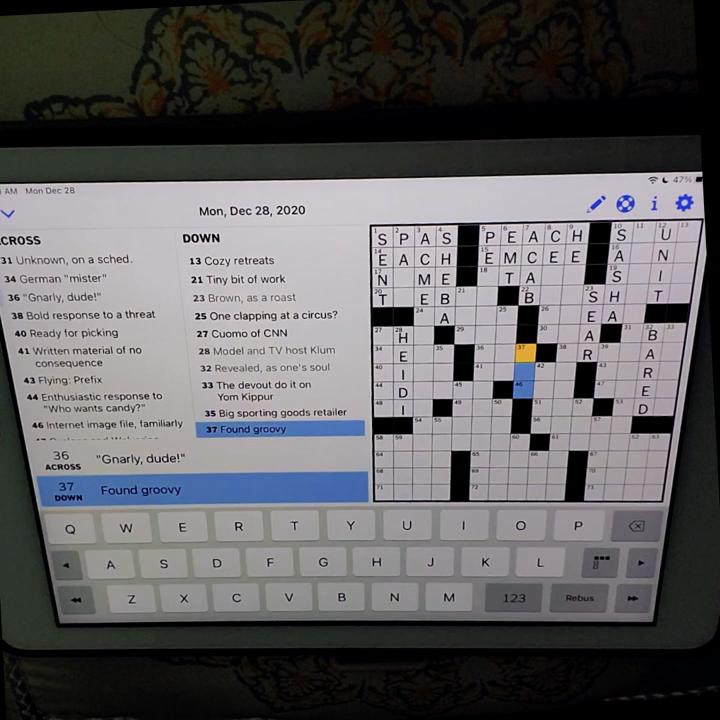 AM Mon Dec 28
47%
Mon, Dec 28, 2020
CROSS
31 Unknown, on a sched.
34 German "mister"
36 "Gnarly, dude!"
38 Bold response to a threat
40 Ready for picking
41 Written material of no
consequence
43 Flying: Prefix
44 Enthusiastic response to
"Who wants candy?"
46 Internet image file, familiarly
DOWN
13 Cozy retreats
21 Tiny bit of work
23 Brown, as a roast
25 One clapping at a circus?
27 Cuomo of CNN
28 Model and TV host Klum
32 Revealed, as one's soul
33 The devout do it on
Yom Kippur
35 Big sporting goods retailer
37 Found groovy
36
ACROSS
"Gnarly, dude!"
37
DOWN
Found groovy
S P A S P E A C H S U
E A C H E M C E E A N
N M E T A S I
T E B B S H T
A E A
H A B
E R A
I R
D E
I D
Q W E R T Y U I O P
A S D F G H J K L
Z X C V B N M 123 Rebus